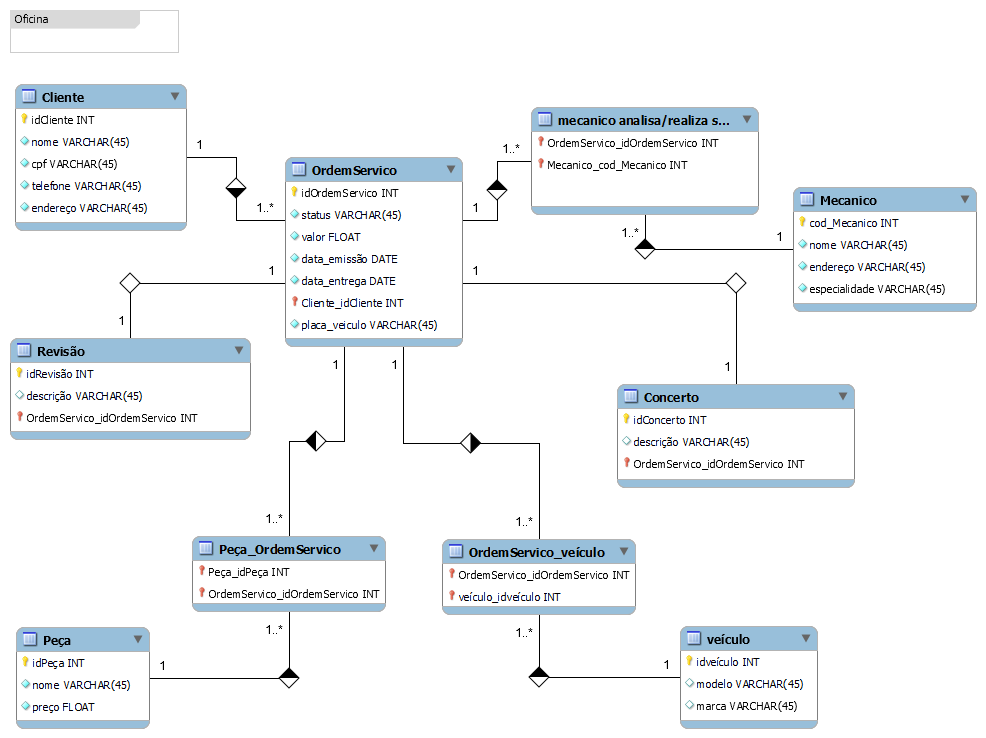 Oficina
Cliente
idCliente INT
nome VARCHAR(45)
cpf VARCHAR(45)
telefone VARCHAR(45)
endereço VARCHAR(45)
1
1..*
OrdemServico
idOrdemServico INT
status VARCHAR(45)
valor FLOAT
data_emissão DATE
data_entrega DATE
Cliente_idCliente INT
placa_veiculo VARCHAR(45)
1..*
1
mecanico analisa/realiza s...
OrdemServico_idOrdemServico INT
Mecanico_cod_Mecanico INT
1..*
1
Mecanico
cod_Mecanico INT
nome VARCHAR(45)
endereço VARCHAR(45)
especialidade VARCHAR(45)
1
1
Revisão
idRevisão INT
descrição VARCHAR(45)
OrdemServico_idOrdemServico INT
1
1
Concerto
idConcerto INT
descrição VARCHAR(45)
OrdemServico_idOrdemServico INT
1
1
1..*
1..*
Peça_OrdemServico
Peça_idPeça INT
OrdemServico_idOrdemServico INT
OrdemServico_veículo
OrdemServico_idOrdemServico INT
veículo_idveículo INT
1..*
1
Peça
idPeça INT
nome VARCHAR(45)
preço FLOAT
1..*
1
veículo
idveículo INT
modelo VARCHAR(45)
marca VARCHAR(45)